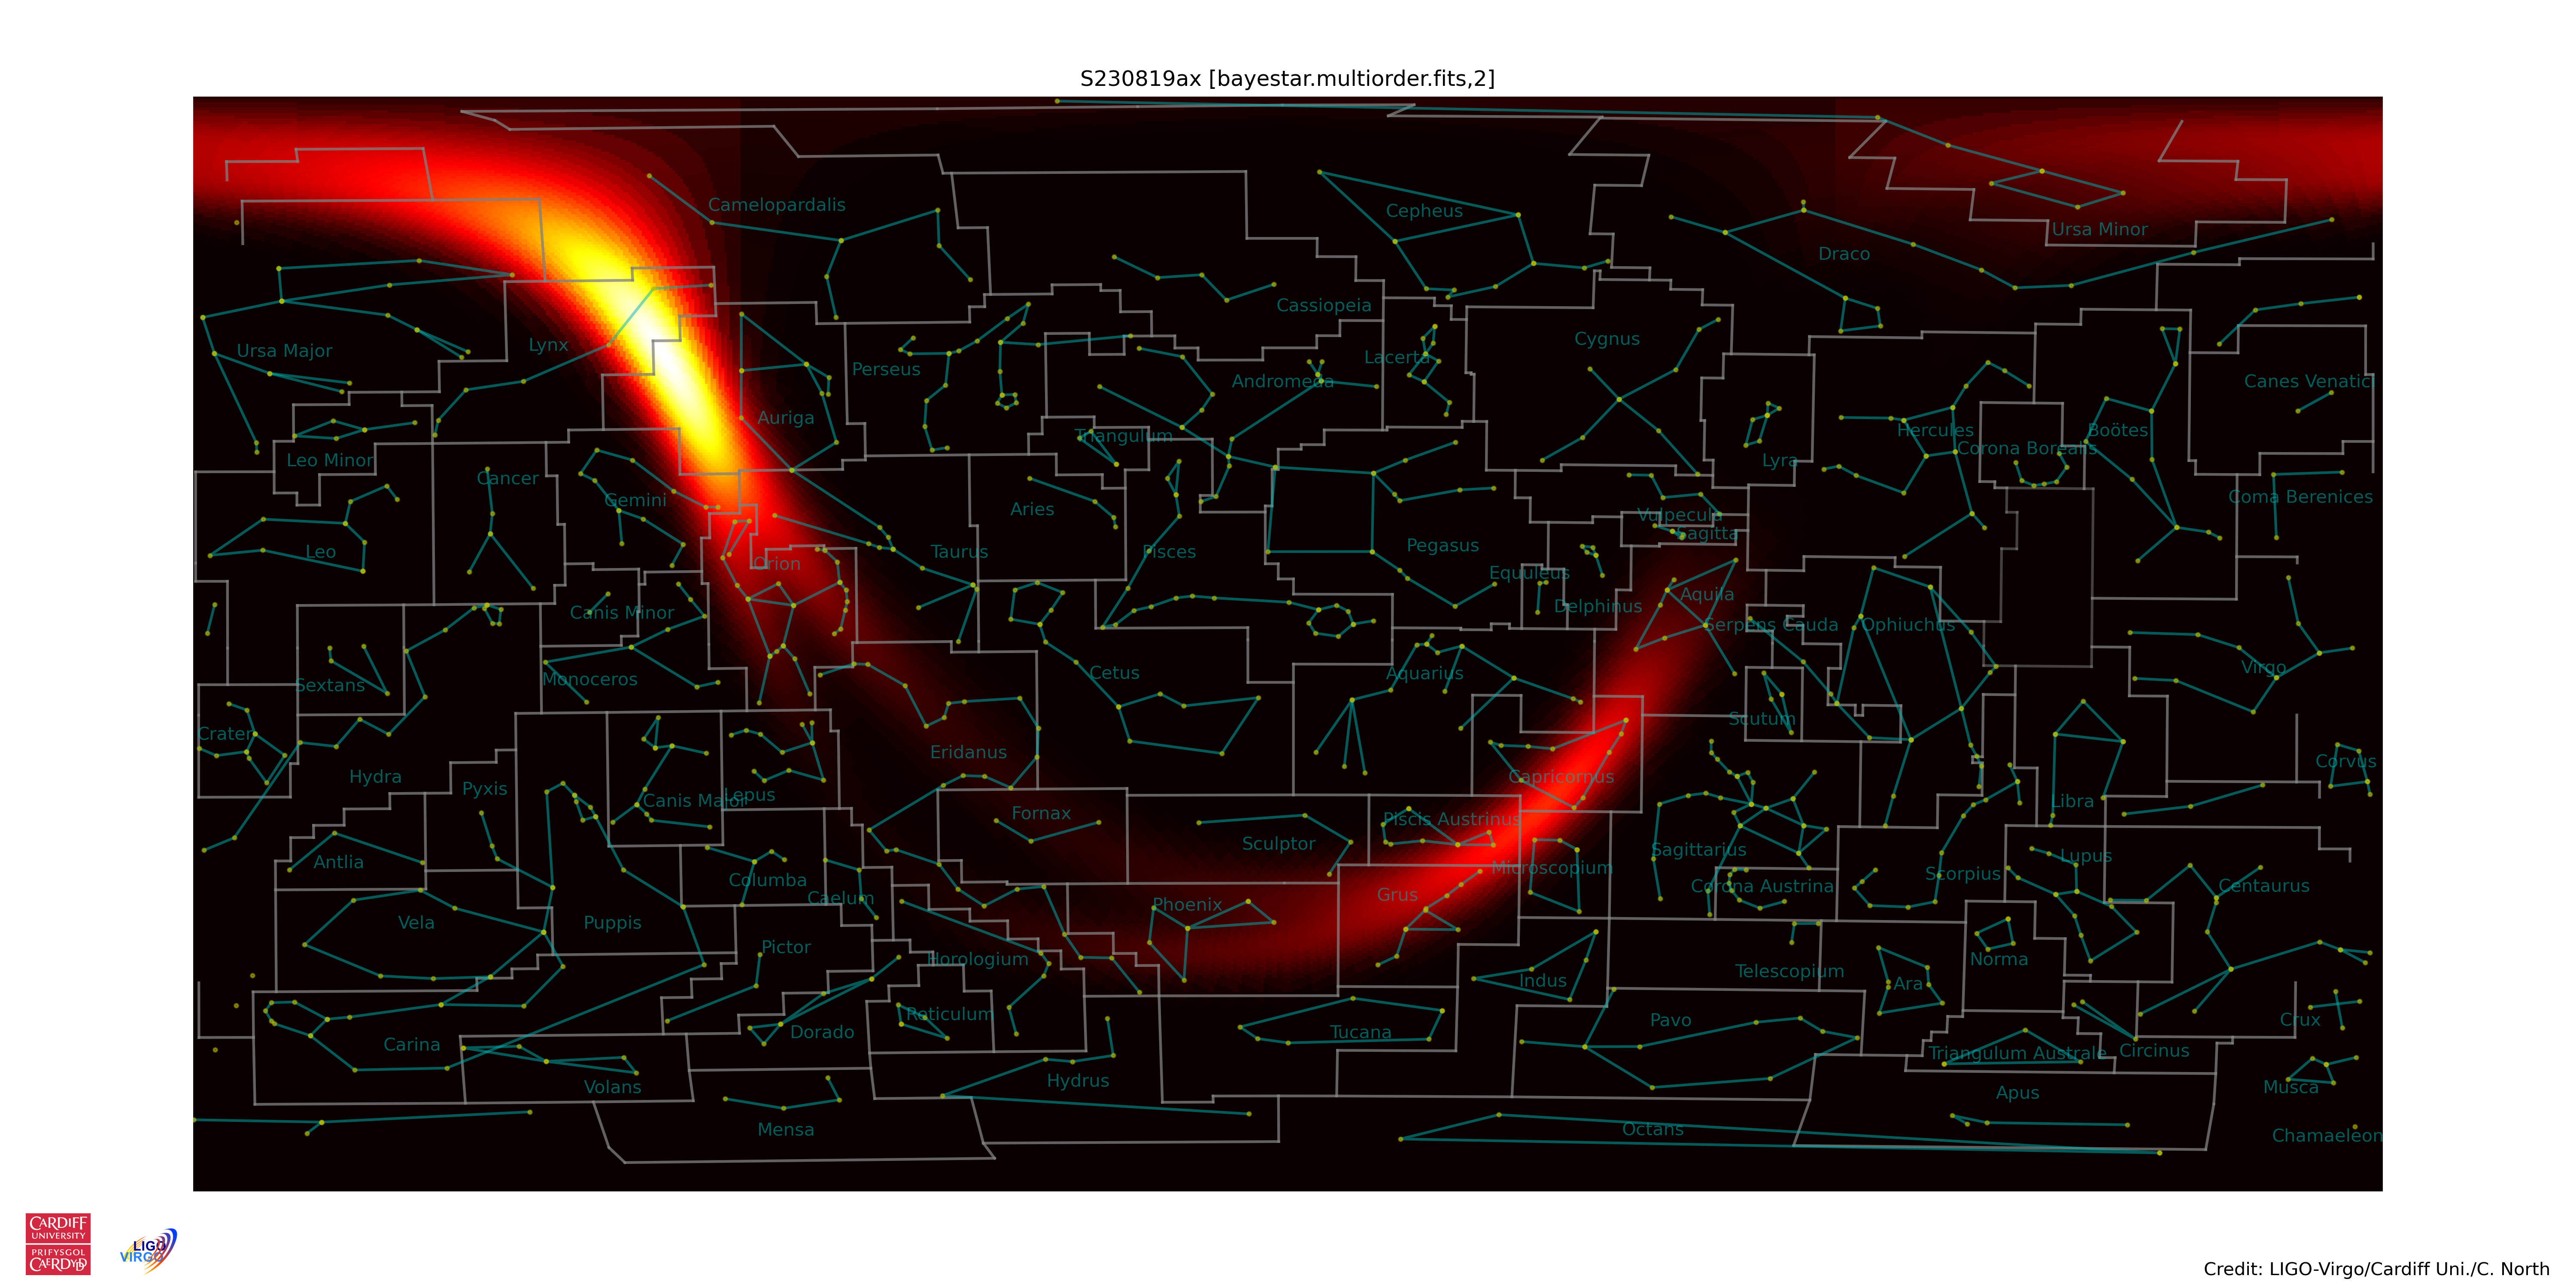 S230819ax [bayestar.multiorder.fits,2]
Camelopardalis
Cepheus
Ursa Minor
Draco
Cassiopeia
Cygnus
Lynx
Ursa Major
Lacerta
Perseus
Andromeda
Canes Venatici
Auriga
Triangulum
Hercules
Boötes
Corona Borealis
Leo Minor
Lyra
Cancer
Gemini
Coma Berenices
Aries
Vulpecula
Sagitta
Leo
Taurus
Pisces
Pegasus
Orion
Equuleus
Aquila
Delphinus
Canis Minor
Serpens Cauda
Ophiuchus
Virgo
Cetus
Aquarius
Monoceros
Sextans
Scutum
Crater
Eridanus
Corvus
Hydra
Capricornus
Pyxis
Lepus
Canis Major
Libra
Fornax
Piscis Austrinus
Sculptor
Sagittarius
Lupus
Antlia
Microscopium
Scorpius
Columba
Corona Austrina
Centaurus
Grus
Caelum
Phoenix
Vela
Puppis
Pictor
Horologium
Norma
Telescopium
Indus
Ara
Reticulum
Pavo
Crux
Dorado
Tucana
Carina
Circinus
Triangulum Australe
Hydrus
Volans
Musca
Apus
Mensa
Octans
Chamaeleon
CARDIFF
UNIVERSITY
PRIFYSGOL
CAERDYDD
LIGO
VIRGO
Credit: LIGO-Virgo/Cardiff Uni./C. North